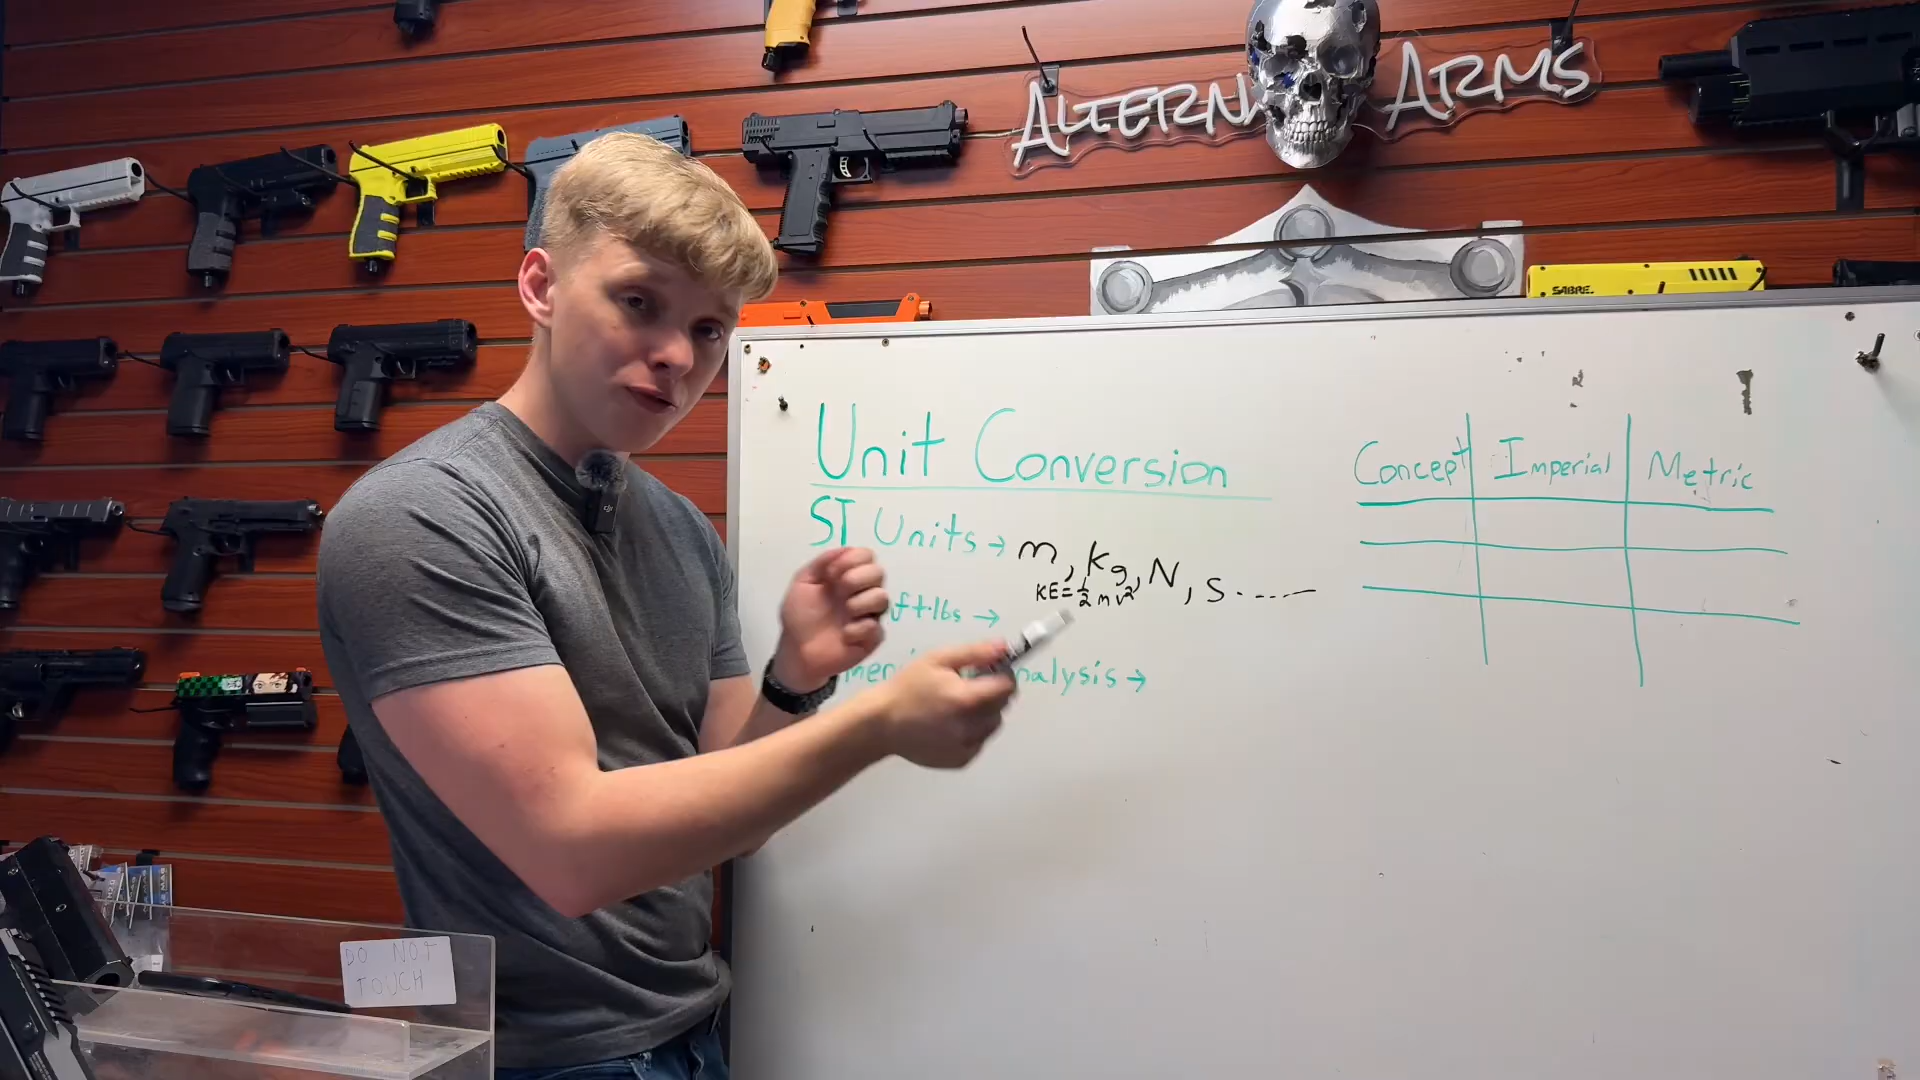 ALTERN ARMS
SABRE.
Unit Conversion
SI Units → m, kg, N, s.----
KE=½mv²
ft·lbs →
nalysis →
Concept Imperial Metric
DO NOT
TOUCH